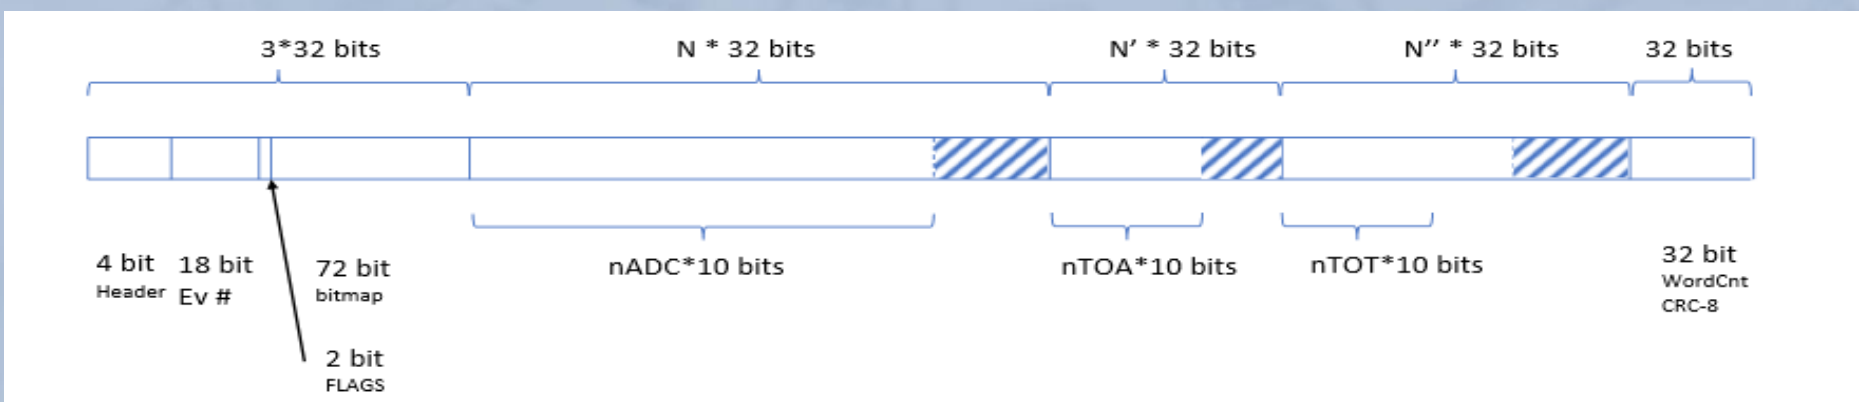 3*32 bits
N * 32 bits
N’ * 32 bits
N’’ * 32 bits
32 bits
4 bit
Header
18 bit
Ev #
72 bit
bitmap
2 bit
FLAGS
nADC*10 bits
nTOA*10 bits
nTOT*10 bits
32 bit
WordCnt
CRC-8